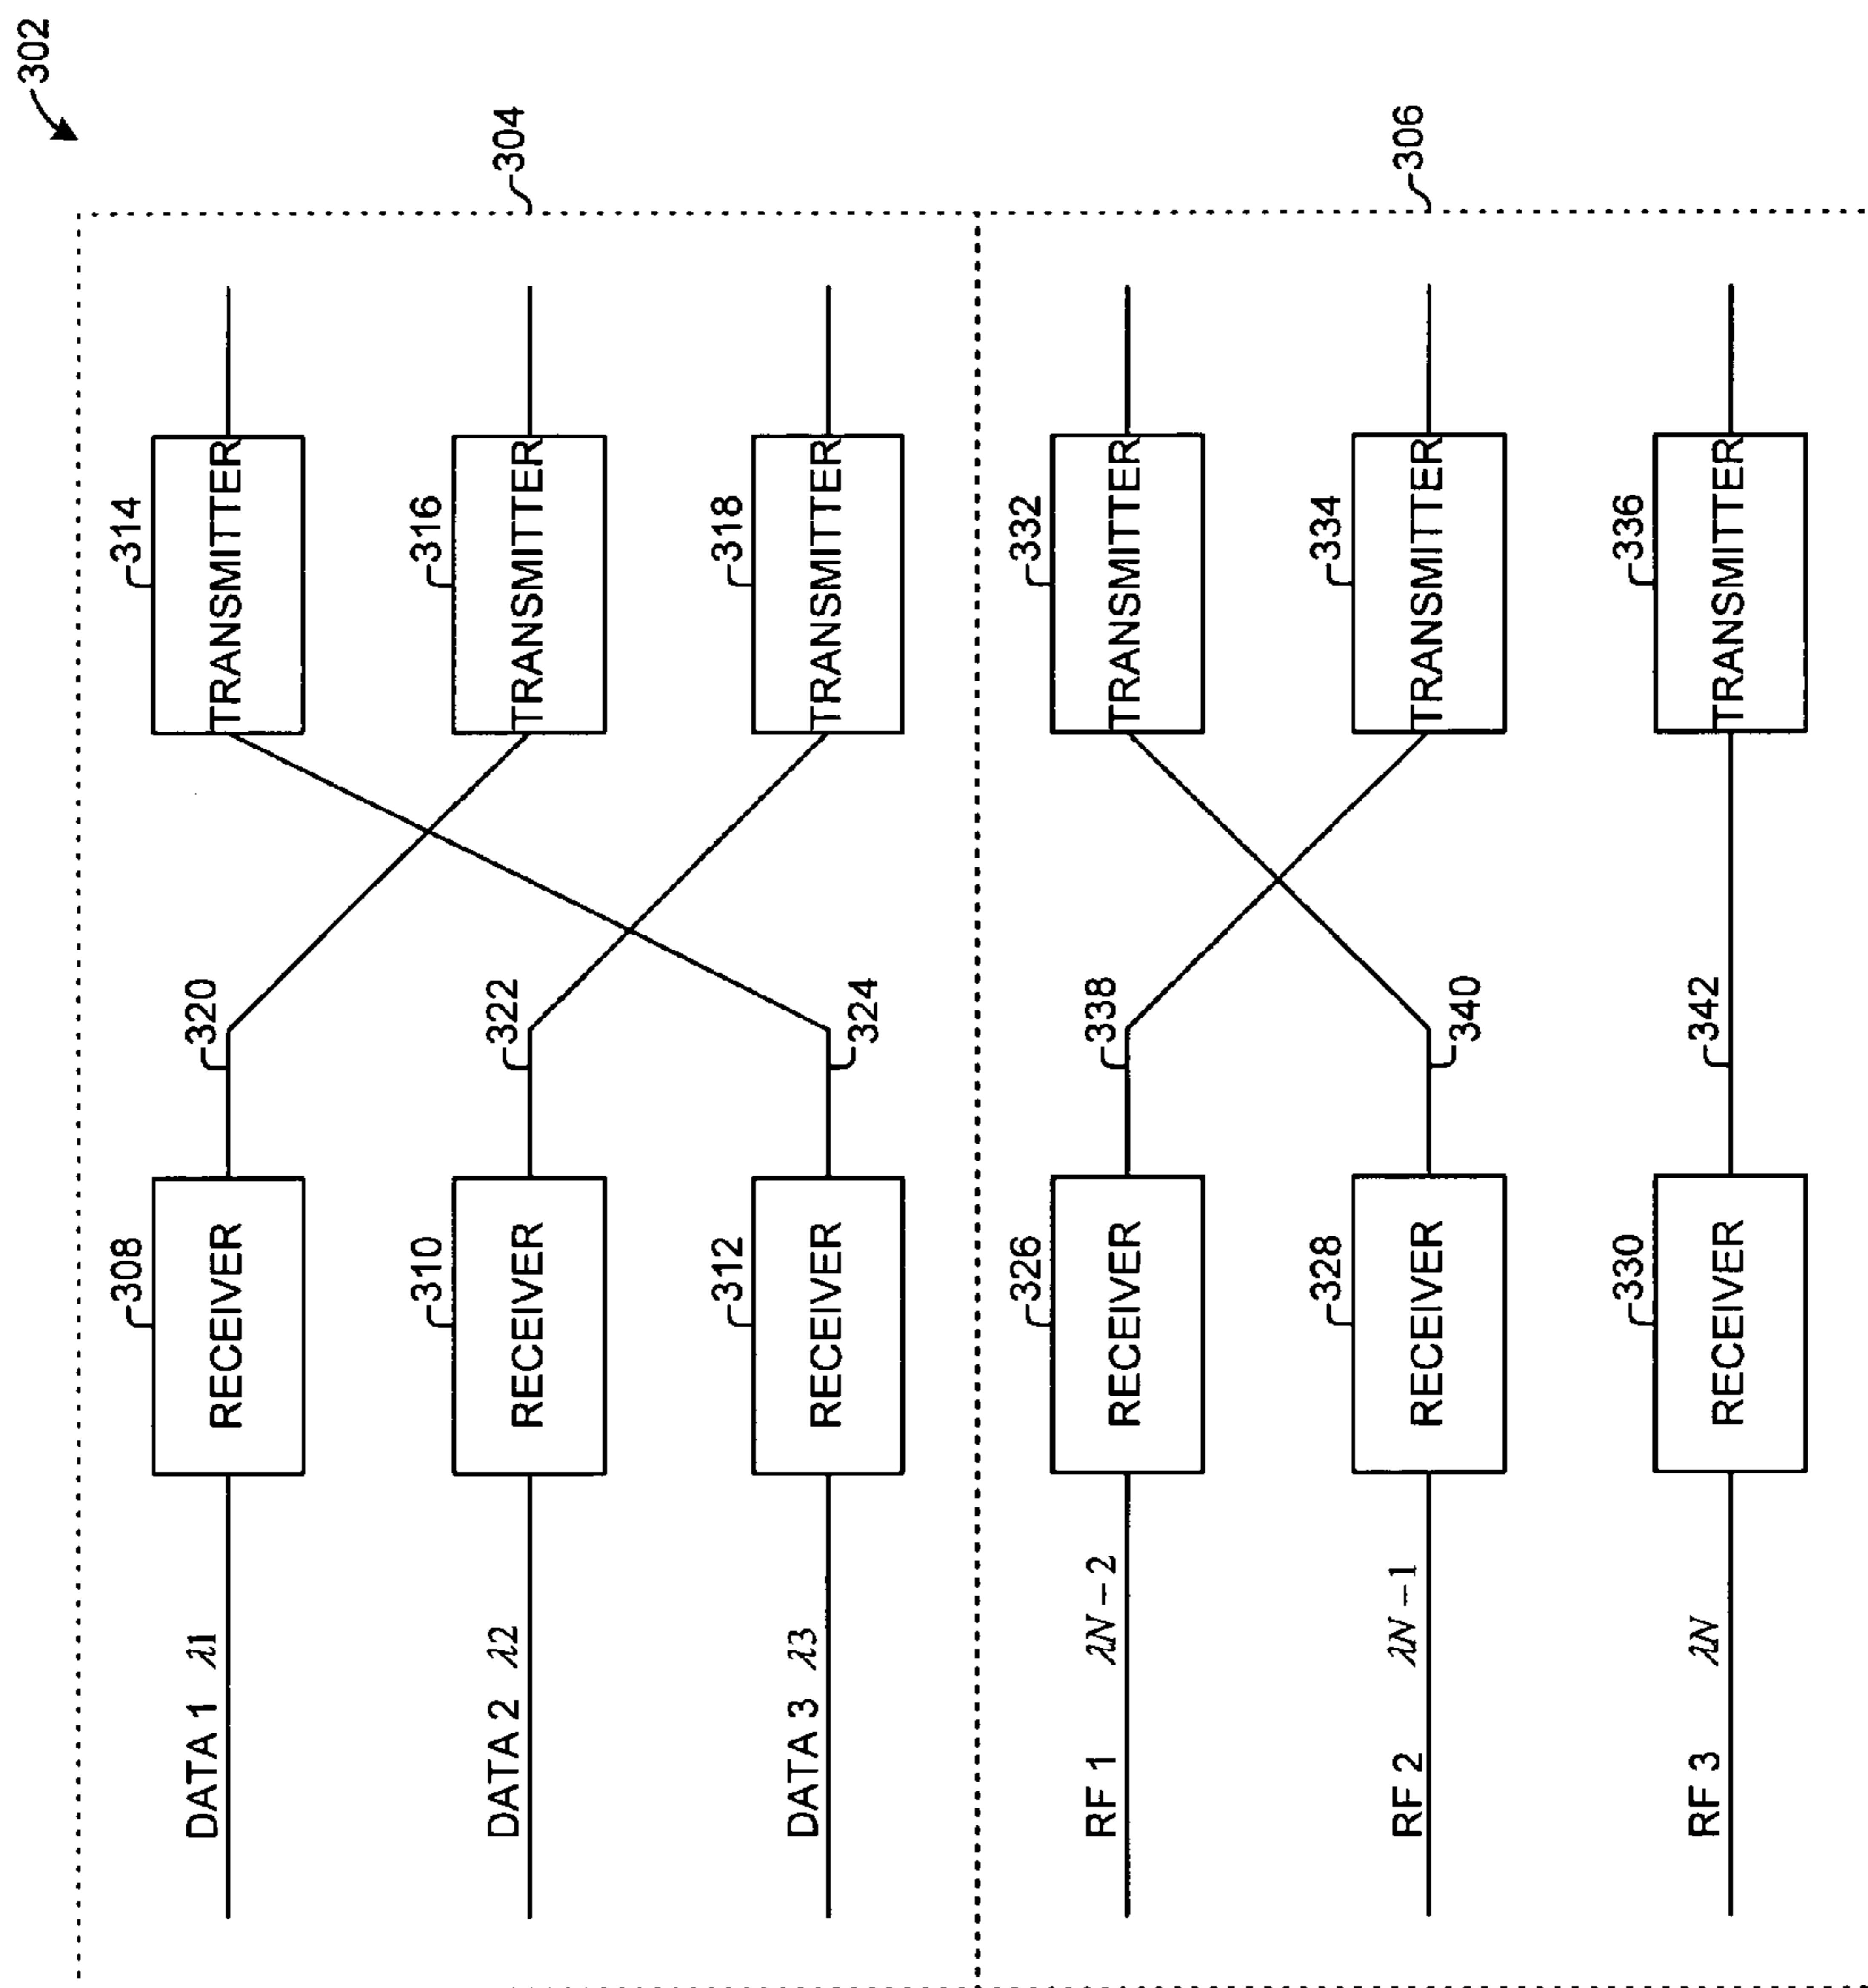 302
304
DATA 1 λ1
308
RECEIVER
320
314
TRANSMITTER
DATA 2 λ2
310
RECEIVER
322
316
TRANSMITTER
DATA 3 λ3
312
RECEIVER
324
318
TRANSMITTER
306
RF 1 λN-2
326
RECEIVER
338
332
TRANSMITTER
RF 2 λN-1
328
RECEIVER
340
334
TRANSMITTER
RF 3 λN
330
RECEIVER
342
336
TRANSMITTER